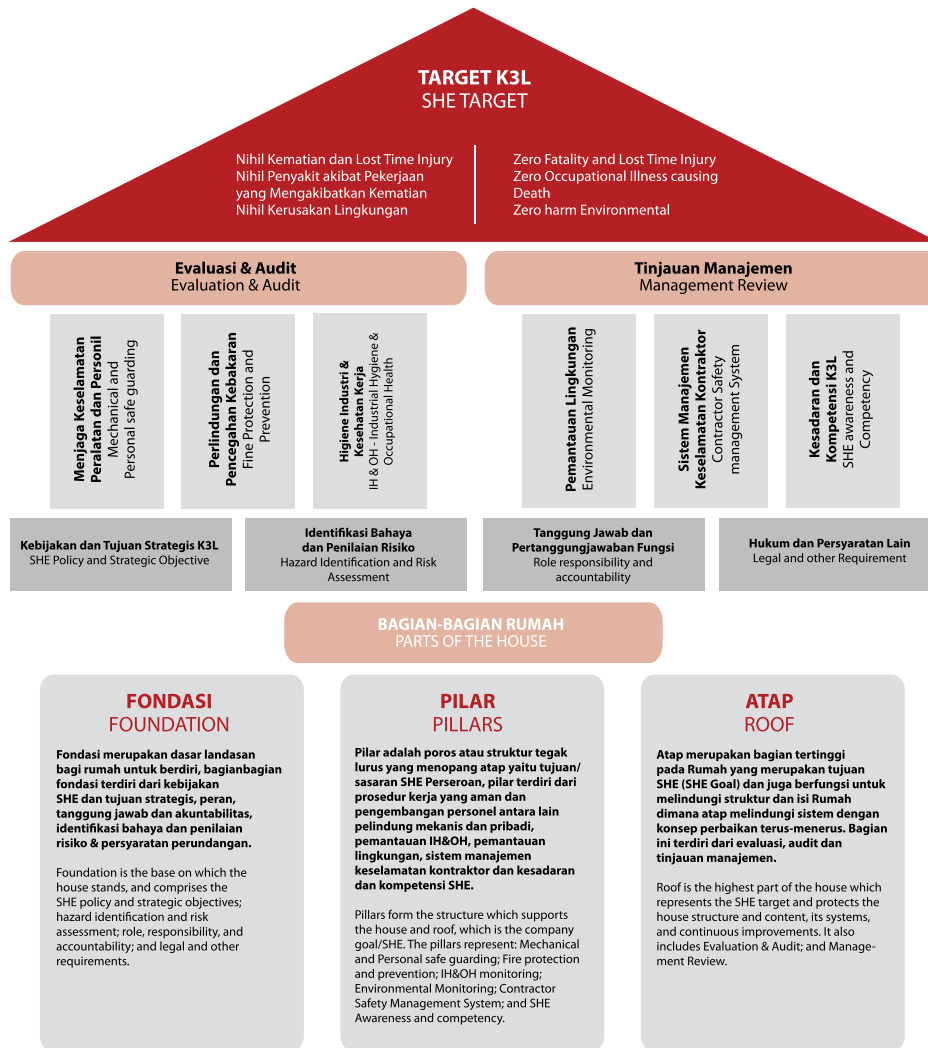 TARGET K3L
SHE TARGET
Nihil Kematian dan Lost Time Injury
Nihil Penyakit akibat Pekerjaan
yang Mengakibatkan Kematian
Nihil Kerusakan Lingkungan
Zero Fatality and Lost Time Injury
Zero Occupational Illness causing
Death
Zero harm Environmental
Evaluasi & Audit
Evaluation & Audit
Tinjauan Manajemen
Management Review
Menjaga Keselamatan
Peralatan dan Personil
Mechanical and
Personal safe guarding
Perlindungan dan
Pencegahan Kebakaran
Fine Protection and
Prevention
Higiene Industri &
Kesehatan Kerja
IH & OH - Industrial Hygiene &
Occupational Health
Pemantauan Lingkungan
Environmental Monitoring
Sistem Manajemen
Keselamatan Kontraktor
Contractor Safety
management System
Kesadaran dan
Kompetensi K3L
SHE awareness and
Competency
Kebijakan dan Tujuan Strategis K3L
SHE Policy and Strategic Objective
Identifikasi Bahaya
dan Penilaian Risiko
Hazard Identification and Risk
Assessment
Tanggung Jawab dan
Pertanggungjawaban Fungsi
Role responsibility and
accountability
Hukum dan Persyaratan Lain
Legal and other Requirement
BAGIAN-BAGIAN RUMAH
PARTS OF THE HOUSE
FONDASI
FOUNDATION
Fondasi merupakan dasar landasan
bagi rumah untuk berdiri, bagianbagian
fondasi terdiri dari kebijakan
SHE dan tujuan strategis, peran,
tanggung jawab dan akuntabilitas,
identifikasi bahaya dan penilaian
risiko & persyaratan perundangan.
Foundation is the base on which the
house stands, and comprises the
SHE policy and strategic objectives;
hazard identification and risk
assessment; role, responsibility, and
accountability; and legal and other
requirements.
PILAR
PILLARS
Pilar adalah poros atau struktur tegak
lurus yang menopang atap yaitu tujuan/
sasaran SHE Perseroan, pilar terdiri dari
prosedur kerja yang aman dan
pengembangan personel antara lain
pelindung mekanis dan pribadi,
pemantauan IH&OH, pemantauan
lingkungan, sistem manajemen
keselamatan kontraktor dan kesadaran
dan kompetensi SHE.
Pillars form the structure which supports
the house and roof, which is the company
goal/SHE. The pillars represent: Mechanical
and Personal safe guarding; Fire protection
and prevention; IH&OH monitoring;
Environmental Monitoring; Contractor
Safety Management System; and SHE
Awareness and competency.
ATAP
ROOF
Atap merupakan bagian tertinggi
pada Rumah yang merupakan tujuan
SHE (SHE Goal) dan juga berfungsi untuk
melindungi struktur dan isi Rumah
dimana atap melindungi sistem dengan
konsep perbaikan terus-menerus. Bagian
ini terdiri dari evaluasi, audit dan
tinjauan manajemen.
Roof is the highest part of the house which
represents the SHE target and protects the
house structure and content, its systems,
and continuous improvements. It also
includes Evaluation & Audit; and Manage-
ment Review.